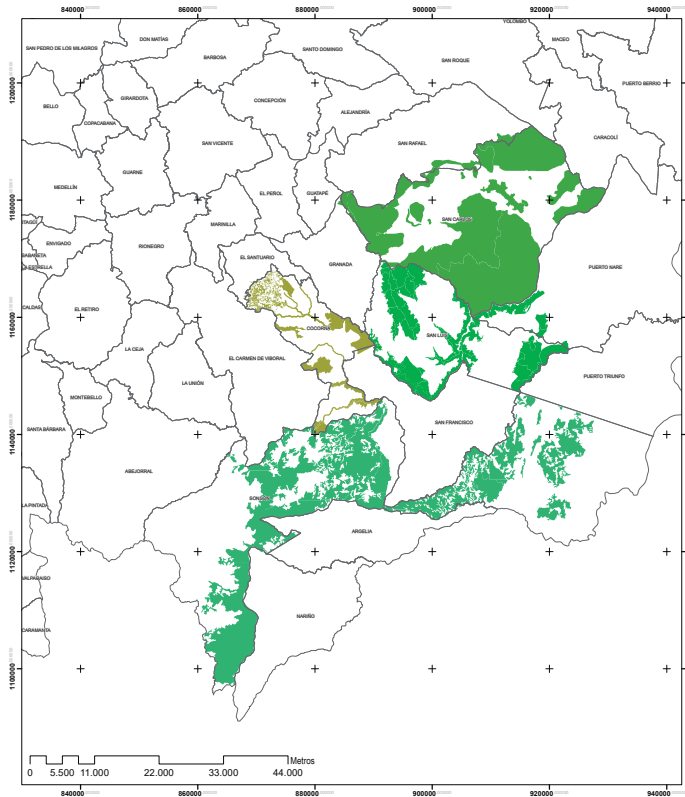 840000 860000 880000 900000 920000 940000
YOLOMBO
DON MATÍAS
MACEO
SAN PEDRO DE LOS MILAGROS
SANTO DOMINGO
BARBOSA
SAN ROQUE
1200000
PUERTO BERRIO
GIRARDOTA
CONCEPCIÓN
BELLO
ALEJANDRÍA
COPACABANA
CARACOLÍ
SAN VICENTE
SAN RAFAEL
GUARNE
MEDELLÍN
EL PEÑOL
GUATAPÉ
1180000
SAN CARLOS
MARINILLA
ENVIGADO
RIONEGRO
SABANETA
EL SANTUARIO
GRANADA
LA ESTRELLA
PUERTO NARE
CALDAS
EL RETIRO
1160000
COCORNÁ
SAN LUIS
LA CEJA
EL CARMEN DE VIBORAL
PUERTO TRIUNFO
LA UNIÓN
MONTEBELLO
SAN FRANCISCO
SANTA BÁRBARA
1140000
ABEJORRAL
SONSÓN
LA PINTADA
ARGELIA
1120000
VALPARAISO
NARIÑO
CARAMANTA
1100000
Metros
0 5.500 11.000 22.000 33.000 44.000
840000 860000 880000 900000 920000 940000